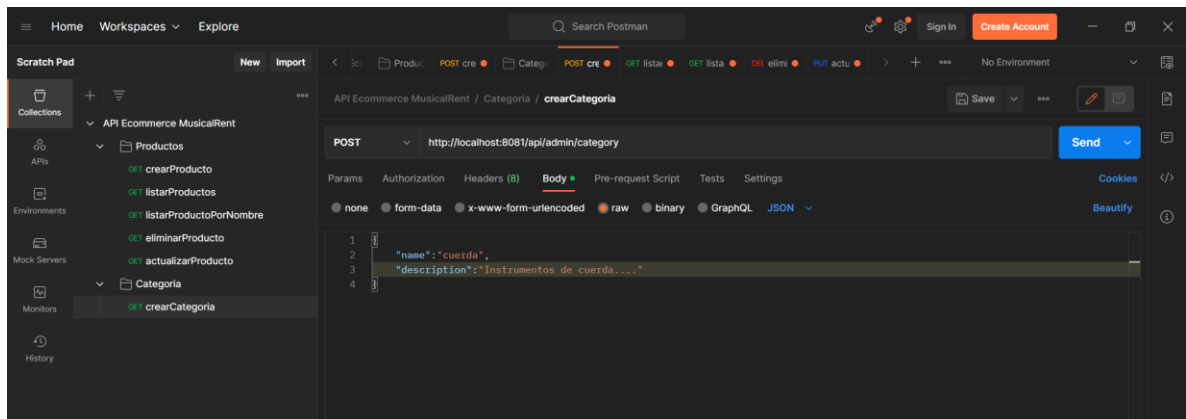 Home Workspaces Explore Search Postman Sign In Create Account
Scratch Pad New Import Produc POST cre Catego POST cre GET lista GET lista DEL elimi PUT actu No Environment
Collections
APIs
Environments
Mock Servers
Monitors
History
API Ecommerce MusicalRent
Productos
GET crearProducto
GET listarProductos
GET listarProductoPorNombre
GET eliminarProducto
GET actualizarProducto
Categoria
GET crearCategoria
API Ecommerce MusicalRent / Categoria / crearCategoria Save
POST http://localhost:8081/api/admin/category Send
Params Authorization Headers (8) Body Pre-request Script Tests Settings Cookies
none form-data x-www-form-urlencoded raw binary GraphQL JSON Beautify
1 {
2 "name":"cuerda",
3 "description":"Instrumentos de cuerda...."
4 }